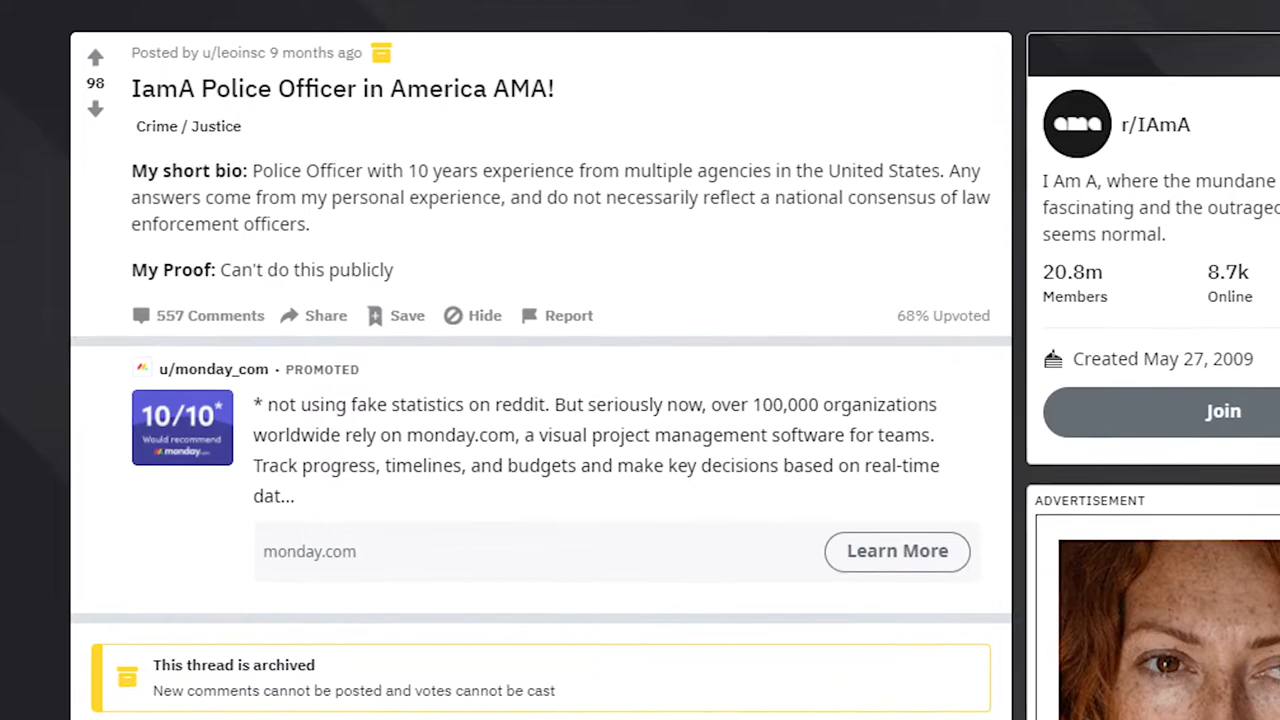 Posted by u/leoinsc 9 months ago
98
IamA Police Officer in America AMA!
Crime / Justice
My short bio: Police Officer with 10 years experience from multiple agencies in the United States. Any
answers come from my personal experience, and do not necessarily reflect a national consensus of law
enforcement officers.
My Proof: Can't do this publicly
557 Comments Share Save Hide Report 68% Upvoted
u/monday_com · PROMOTED
10/10*
Would recommend
monday.com
* not using fake statistics on reddit. But seriously now, over 100,000 organizations
worldwide rely on monday.com, a visual project management software for teams.
Track progress, timelines, and budgets and make key decisions based on real-time
dat...
monday.com Learn More
This thread is archived
New comments cannot be posted and votes cannot be cast
ama r/IAmA
I Am A, where the mundane
fascinating and the outrageo
seems normal.
20.8m 8.7k
Members Online
Created May 27, 2009
Join
ADVERTISEMENT